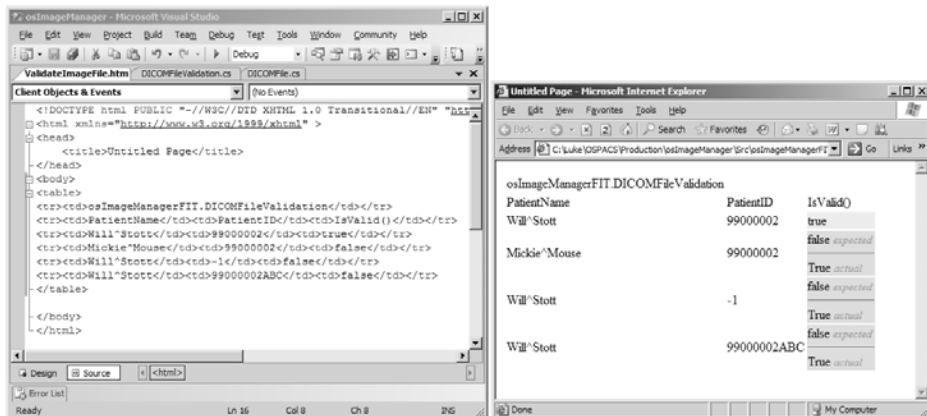 osImageManager - Microsoft Visual Studio
File Edit View Project Build Team Debug Test Tools Window Community Help
Debug
ValidateImageFile.htm DICOMFileValidation.cs DICOMFile.cs
Client Objects & Events (No Events)
<!DOCTYPE html PUBLIC "-//W3C//DTD XHTML 1.0 Transitional//EN" "htt
<html xmlns="http://www.w3.org/1999/xhtml" >
<head>
<title>Untitled Page</title>
</head>
<body>
<table>
<tr><td>osImageManagerFIT.DICOMFileValidation</td></tr>
<tr><td>PatientName</td><td>PatientID</td><td>IsValid()</td></tr>
<tr><td>Will^Stott</td><td>99000002</td><td>true</td></tr>
<tr><td>Mickie^Mouse</td><td>99000002</td><td>false</td></tr>
<tr><td>Will^Stott</td><td>-1</td><td>false</td></tr>
<tr><td>Will^Stott</td><td>99000002ABC</td><td>false</td></tr>
</table>
</body>
</html>
Design Source <html>
Error List
Ready Ln 16 Col 8 Ch 8 INS
Untitled Page - Microsoft Internet Explorer
File Edit View Favorites Tools Help
Back Search Favorites
Address C:\Luke\OSPACS\Production\osImageManager\Src\osImageManagerFI Go Links »
osImageManagerFIT.DICOMFileValidation
PatientName PatientID IsValid()
Will^Stott 99000002 true
Mickie^Mouse 99000002 false expected
True actual
Will^Stott -1 false expected
True actual
Will^Stott 99000002ABC false expected
True actual
Done My Computer